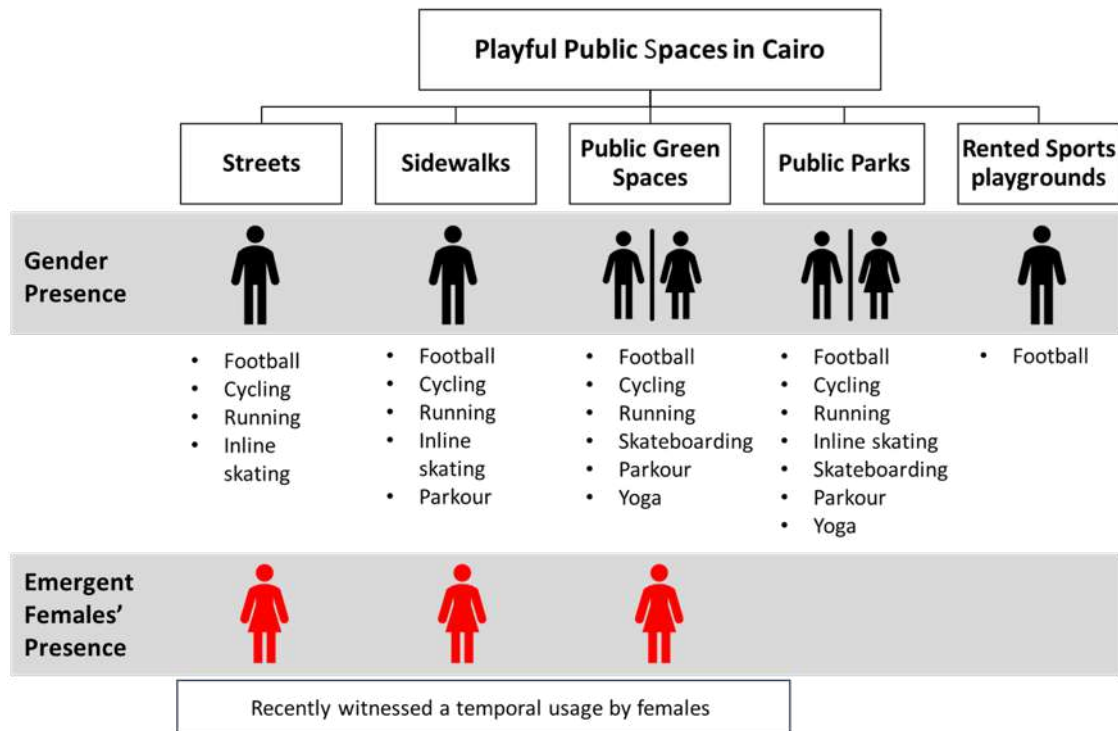 Playful Public Spaces in Cairo
Streets
Sidewalks
Public Green
Spaces
Public Parks
Rented Sports
playgrounds
Gender
Presence
• Football
• Cycling
• Running
• Inline
skating
• Football
• Cycling
• Running
• Inline
skating
• Parkour
• Football
• Cycling
• Running
• Skateboarding
• Parkour
• Yoga
• Football
• Cycling
• Running
• Inline skating
• Skateboarding
• Parkour
• Yoga
• Football
Emergent
Females’
Presence
Recently witnessed a temporal usage by females